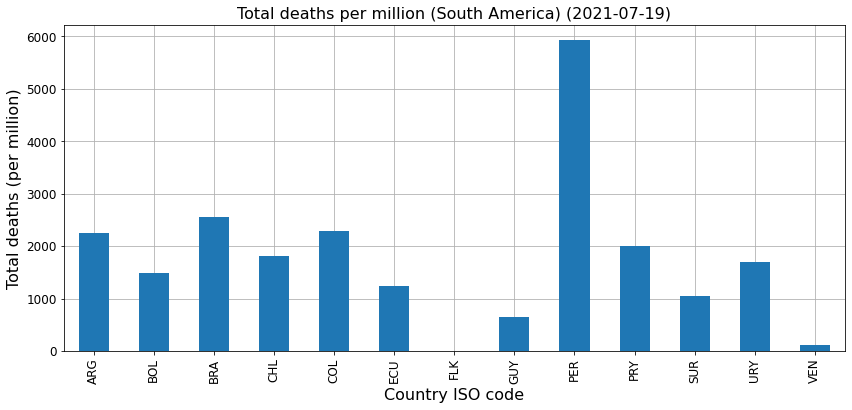 Total deaths per million (South America) (2021-07-19)
Total deaths (per million)
6000
5000
4000
3000
2000
1000
0
ARG
BOL
BRA
CHL
COL
ECU
FLK
GUY
PER
PRY
SUR
URY
VEN
Country ISO code